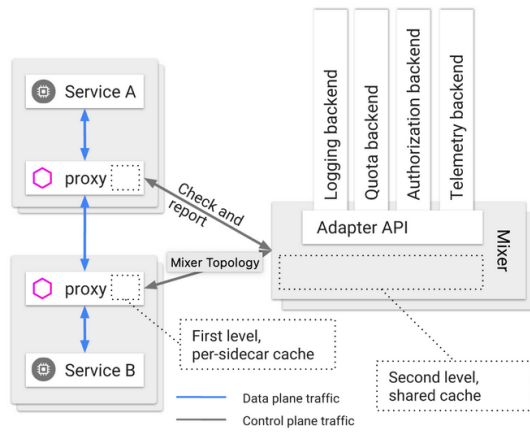 Service A
proxy
Check and
report
Mixer Topology
proxy
Service B
First level,
per-sidecar cache
Logging backend
Quota backend
Authorization backend
Telemetry backend
Adapter API
Mixer
Second level,
shared cache
Data plane traffic
Control plane traffic